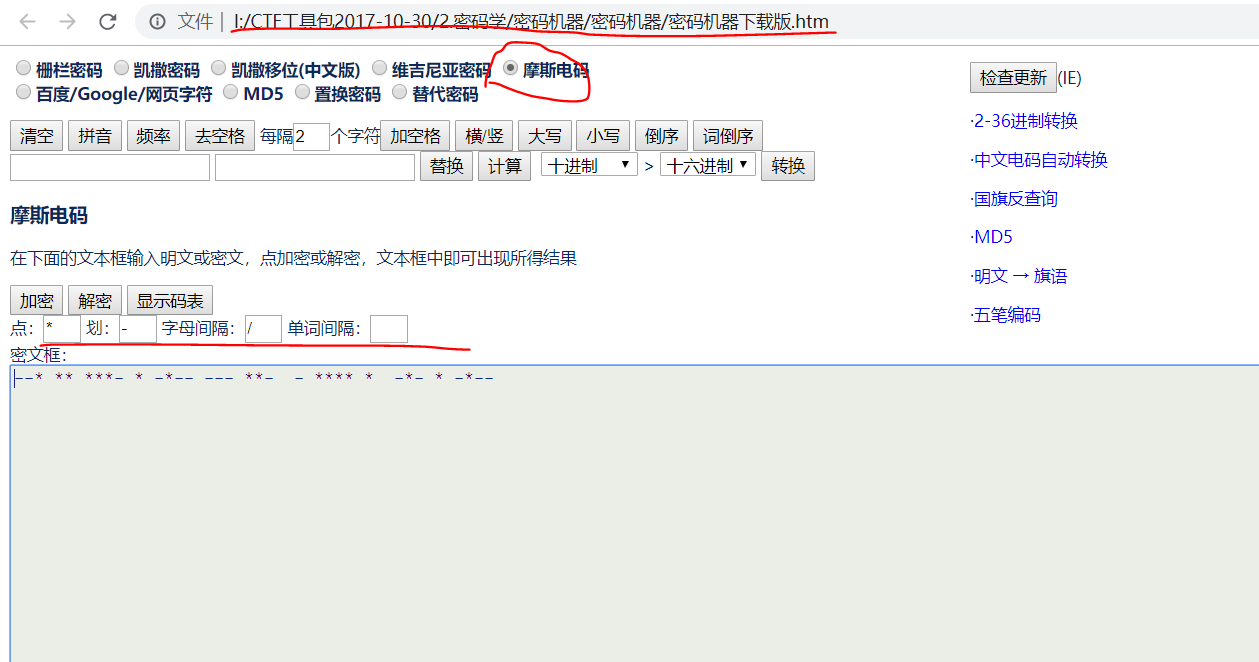 文件 | I:/CTF工具包2017-10-30/2.密码学/密码机器/密码机器/密码机器下载版.htm
栅栏密码 凯撒密码 凯撒移位(中文版) 维吉尼亚密码 摩斯电码
百度/Google/网页字符 MD5 置换密码 替代密码
清空 拼音 频率 去空格 每隔2个字符加空格 横/竖 大写 小写 倒序 词倒序
替换 计算 十进制 > 十六进制 转换
摩斯电码
在下面的文本框输入明文或密文，点加密或解密，文本框中即可出现所得结果
加密 解密 显示码表
点：* 划：- 字母间隔：/ 单词间隔：
密文框：
--* ** ***- * -*-- --- **-  - **** *  -*- * -*--
检查更新(IE)
·2-36进制转换
·中文电码自动转换
·国旗反查询
·MD5
·明文 → 旗语
·五笔编码